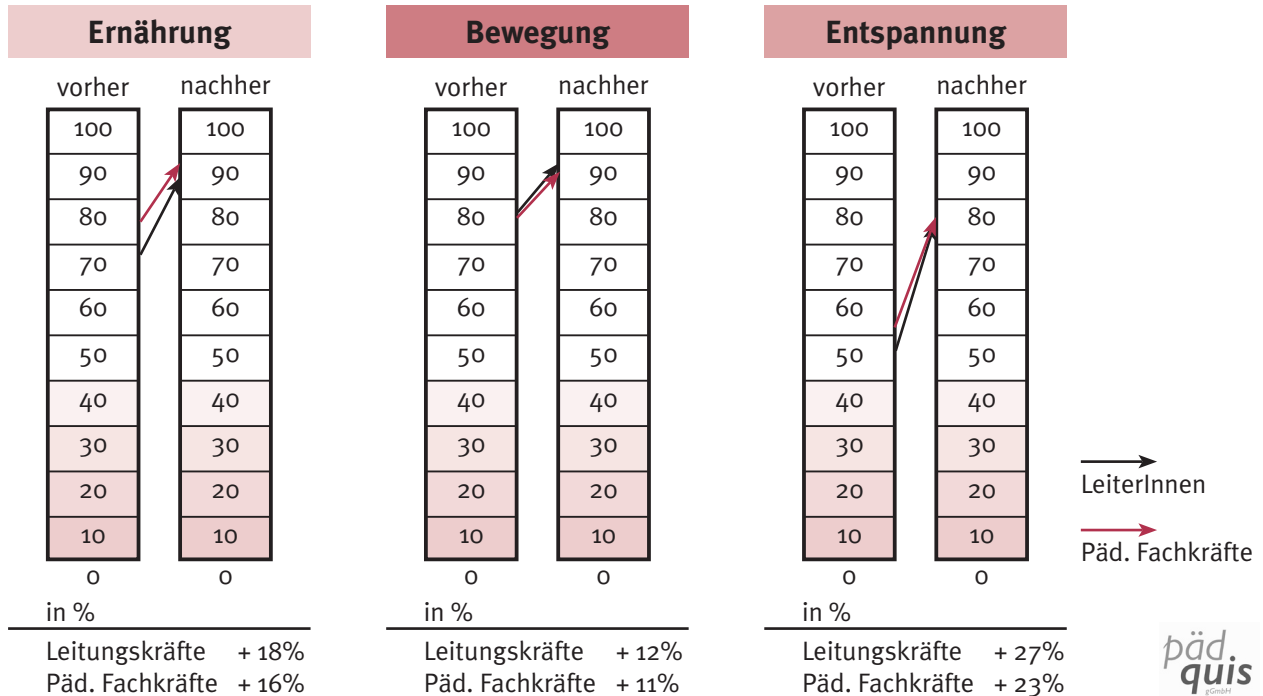 Ernährung
vorher nachher
100 100
90 90
80 80
70 70
60 60
50 50
40 40
30 30
20 20
10 10
0 0
in %
Leitungskräfte + 18%
Päd. Fachkräfte + 16%
Bewegung
vorher nachher
100 100
90 90
80 80
70 70
60 60
50 50
40 40
30 30
20 20
10 10
0 0
in %
Leitungskräfte + 12%
Päd. Fachkräfte + 11%
Entspannung
vorher nachher
100 100
90 90
80 80
70 70
60 60
50 50
40 40
30 30
20 20
10 10
0 0
in %
Leitungskräfte + 27%
Päd. Fachkräfte + 23%
LeiterInnen
Päd. Fachkräfte
päd
quis
gGmbH